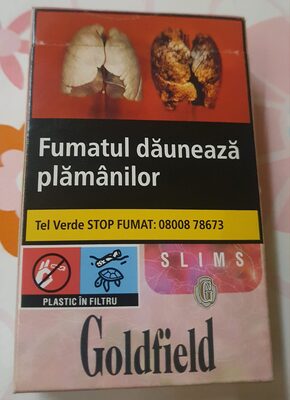 Fumatul dăunează
plămânilor
Tel Verde STOP FUMAT: 08008 78673
SLIMS
G
PLASTIC ÎN FILTRU
Goldfield